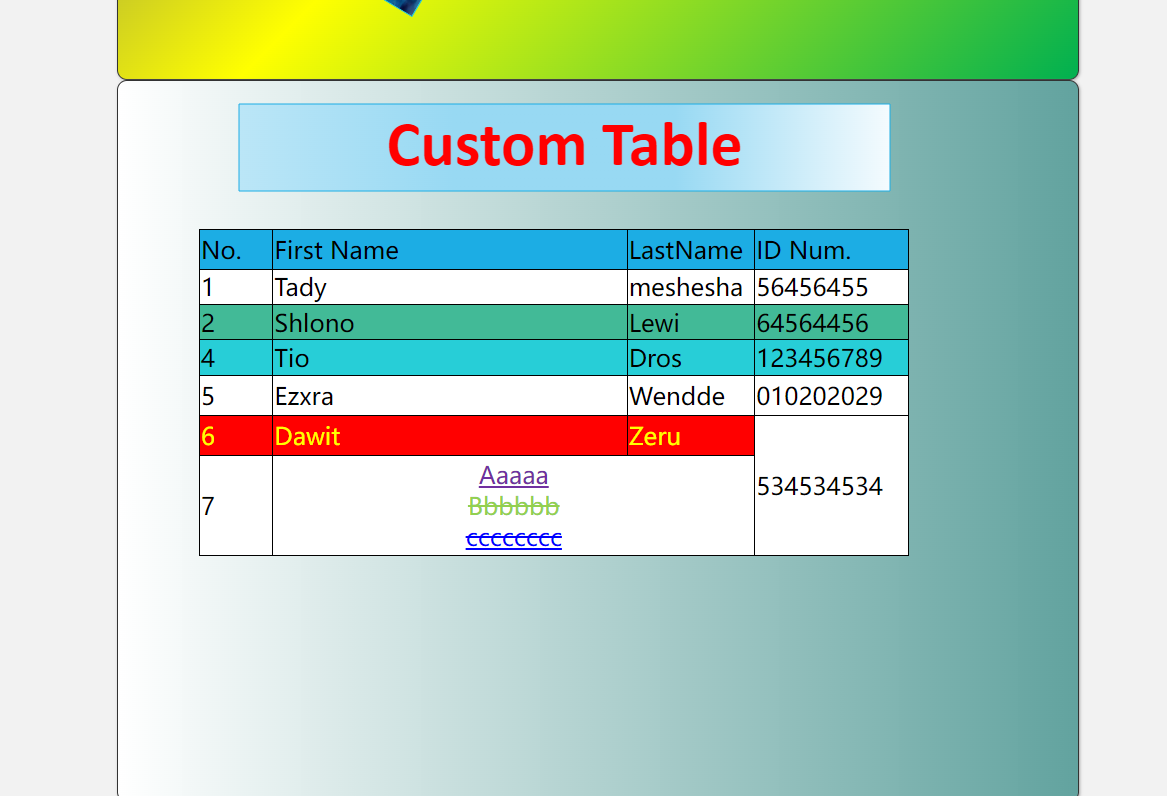 Custom Table
No. First Name LastName ID Num.
1 Tady meshesha 56456455
2 Shlono Lewi 64564456
4 Tio Dros 123456789
5 Ezxra Wendde 010202029
6 Dawit Zeru
Aaaaa
7 Bbbbbb 534534534
cccccccc